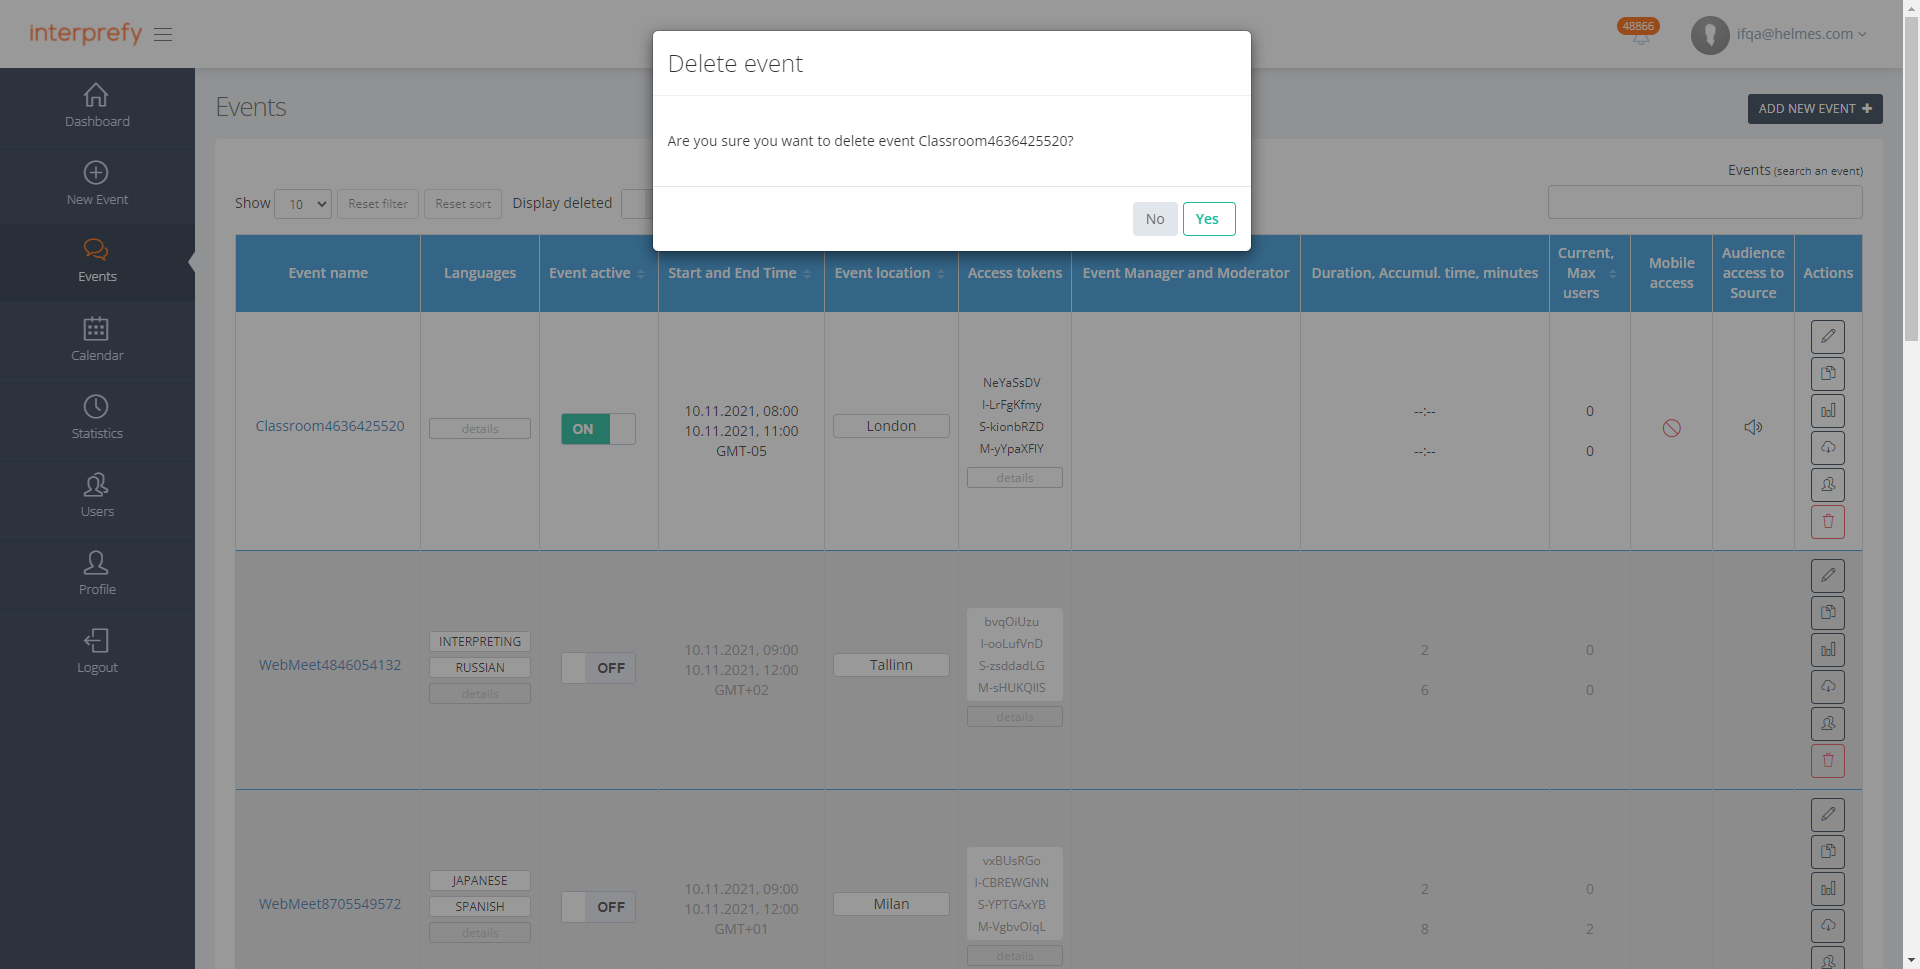 interprefy
48866
ifqa@helmes.com
Delete event
Are you sure you want to delete event Classroom4636425520?
No
Yes
Dashboard
New Event
Events
Calendar
Statistics
Users
Profile
Logout
Events
ADD NEW EVENT
Events (search an event)
Show 10 Reset filter Reset sort Display deleted
Event name
Languages
Event active
Start and End Time
Event location
Access tokens
Event Manager and Moderator
Duration, Accumul. time, minutes
Current,
Max
users
Mobile
access
Audience
access to
Source
Actions
Classroom4636425520
details
ON
10.11.2021, 08:00
10.11.2021, 11:00
GMT-05
London
NeYaSsDV
I-LrFgKfmy
S-kionbRZD
M-yYpaXFlY
details
--:--
--:--
0
0
WebMeet4846054132
INTERPRETING
RUSSIAN
details
OFF
10.11.2021, 09:00
10.11.2021, 12:00
GMT+02
Tallinn
bvqOiUzu
I-ooLufVnD
S-zsddadLG
M-sHUKQIIS
details
2
6
0
0
WebMeet8705549572
JAPANESE
SPANISH
details
OFF
10.11.2021, 09:00
10.11.2021, 12:00
GMT+01
Milan
vxBUsRGo
I-CBREWGNN
S-YPTGAxYB
M-VgbvOlqL
details
2
8
0
2